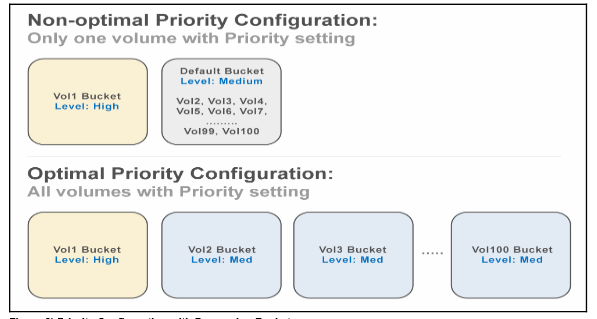 Non-optimal Priority Configuration:
Only one volume with Priority setting
Vol1 Bucket
Level: High
Default Bucket
Level: Medium
Vol2, Vol3, Vol4,
Vol5, Vol6, Vol7,
.........
Vol99, Vol100
Optimal Priority Configuration:
All volumes with Priority setting
Vol1 Bucket
Level: High
Vol2 Bucket
Level: Med
Vol3 Bucket
Level: Med
.....
Vol100 Bucket
Level: Med